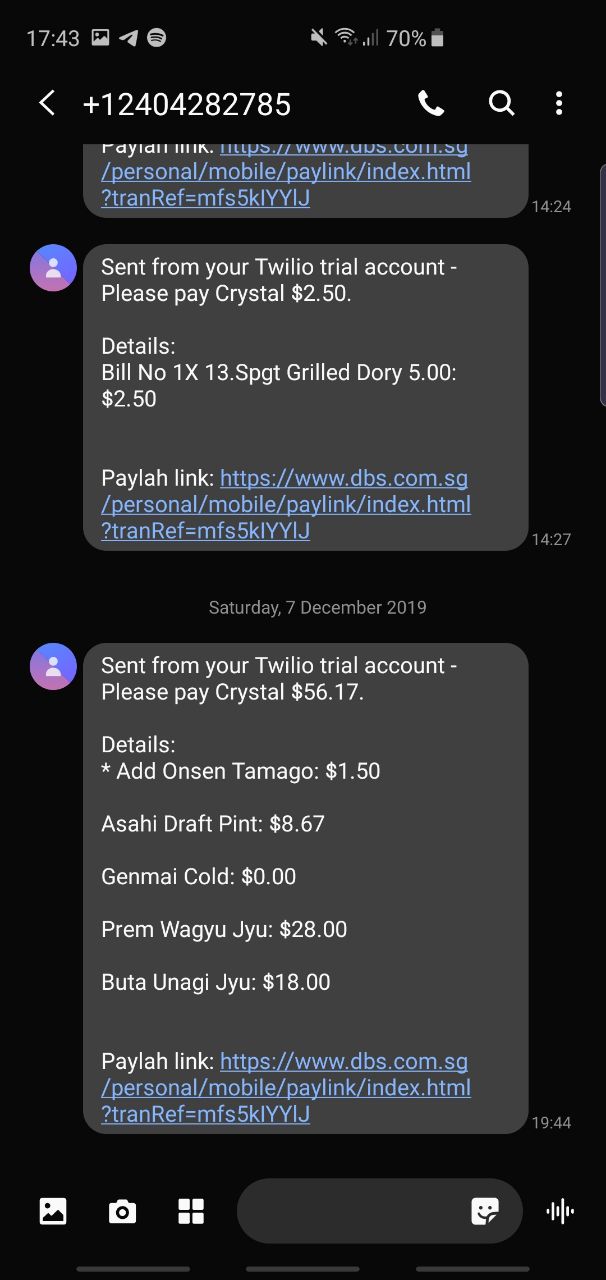 17:43
70%
+12404282785
Paylah link: https://www.dbs.com.sg
/personal/mobile/paylink/index.html
?tranRef=mfs5kIYYlJ
14:24
Sent from your Twilio trial account -
Please pay Crystal $2.50.
Details:
Bill No 1X 13.Spgt Grilled Dory 5.00:
$2.50
Paylah link: https://www.dbs.com.sg
/personal/mobile/paylink/index.html
?tranRef=mfs5kIYYlJ
14:27
Saturday, 7 December 2019
Sent from your Twilio trial account -
Please pay Crystal $56.17.
Details:
* Add Onsen Tamago: $1.50
Asahi Draft Pint: $8.67
Genmai Cold: $0.00
Prem Wagyu Jyu: $28.00
Buta Unagi Jyu: $18.00
Paylah link: https://www.dbs.com.sg
/personal/mobile/paylink/index.html
?tranRef=mfs5kIYYlJ
19:44